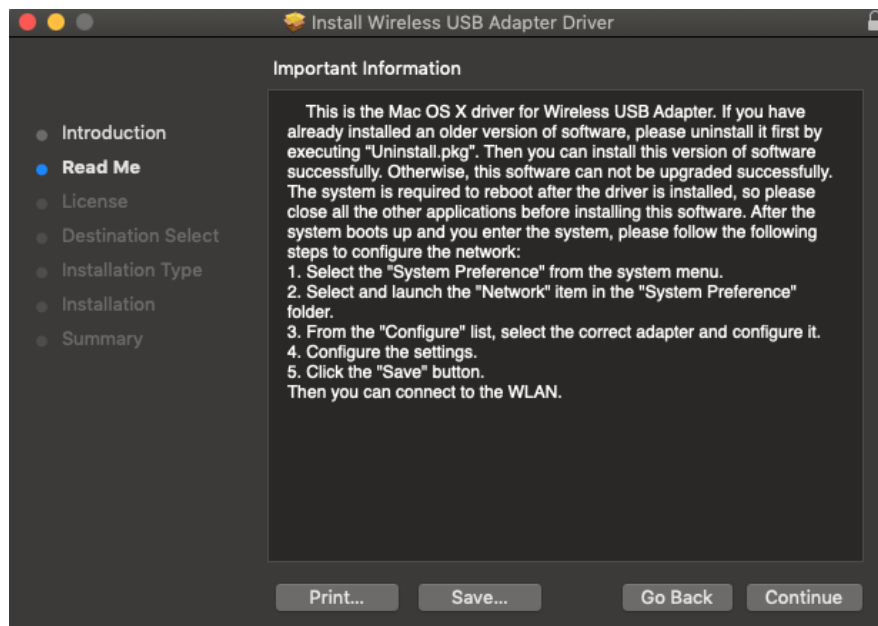 Install Wireless USB Adapter Driver
Important Information
Introduction
Read Me
License
Destination Select
Installation Type
Installation
Summary
This is the Mac OS X driver for Wireless USB Adapter. If you have
already installed an older version of software, please uninstall it first by
executing “Uninstall.pkg”. Then you can install this version of software
successfully. Otherwise, this software can not be upgraded successfully.
The system is required to reboot after the driver is installed, so please
close all the other applications before installing this software. After the
system boots up and you enter the system, please follow the following
steps to configure the network:
1. Select the "System Preference" from the system menu.
2. Select and launch the "Network" item in the "System Preference"
folder.
3. From the "Configure" list, select the correct adapter and configure it.
4. Configure the settings.
5. Click the "Save" button.
Then you can connect to the WLAN.
Print...
Save...
Go Back
Continue